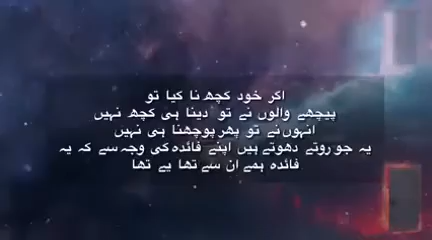 اگر خود کچھ نا کیا تو
پیچھے والوں نے تو دینا ہی کچھ نہیں
انہوں نے تو پھر پوچھنا ہی نہیں
یہ جو روتے دھوتے ہیں اپنے فائدہ کی وجہ سے کہ یہ
فائدہ ہمے ان سے تھا یے تھا